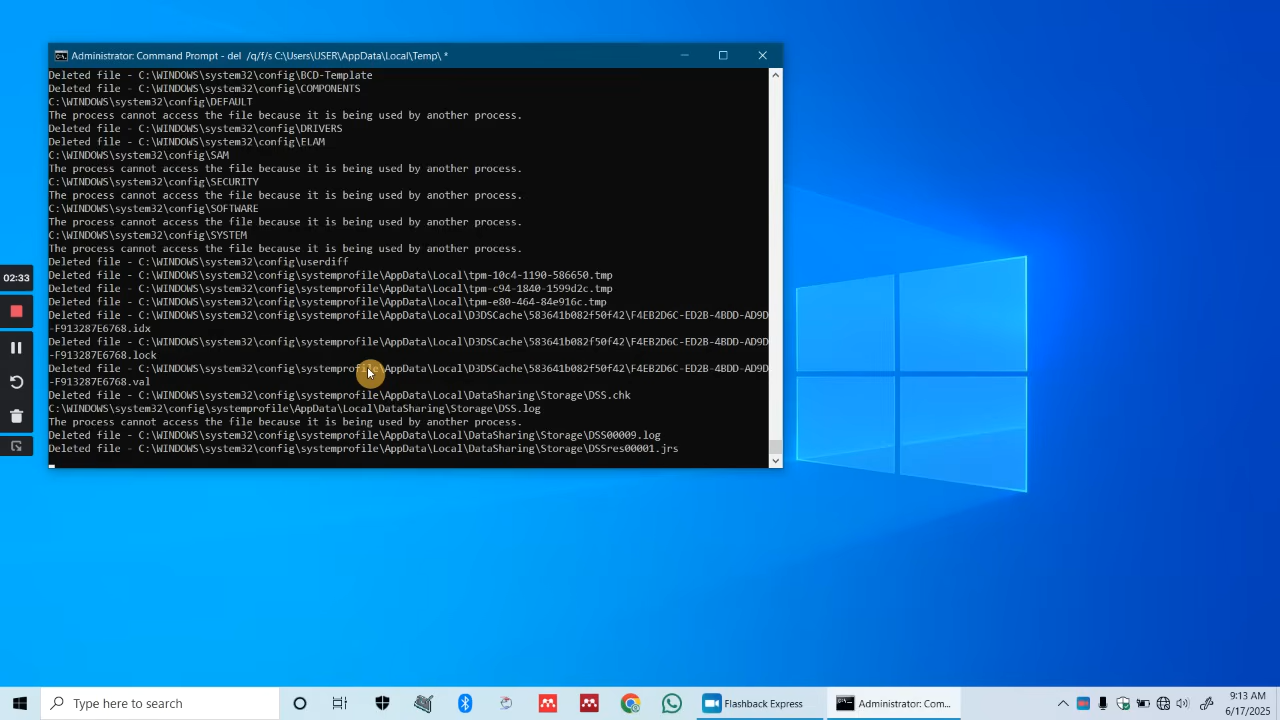 Administrator: Command Prompt - del  /q/f/s C:\Users\USER\AppData\Local\Temp\ *
Deleted file - C:\WINDOWS\system32\config\BCD-Template
Deleted file - C:\WINDOWS\system32\config\COMPONENTS
C:\WINDOWS\system32\config\DEFAULT
The process cannot access the file because it is being used by another process.
Deleted file - C:\WINDOWS\system32\config\DRIVERS
Deleted file - C:\WINDOWS\system32\config\ELAM
C:\WINDOWS\system32\config\SAM
The process cannot access the file because it is being used by another process.
C:\WINDOWS\system32\config\SECURITY
The process cannot access the file because it is being used by another process.
C:\WINDOWS\system32\config\SOFTWARE
The process cannot access the file because it is being used by another process.
C:\WINDOWS\system32\config\SYSTEM
The process cannot access the file because it is being used by another process.
Deleted file - C:\WINDOWS\system32\config\userdiff
Deleted file - C:\WINDOWS\system32\config\systemprofile\AppData\Local\tpm-10c4-1190-586650.tmp
Deleted file - C:\WINDOWS\system32\config\systemprofile\AppData\Local\tpm-c94-1840-1599d2c.tmp
Deleted file - C:\WINDOWS\system32\config\systemprofile\AppData\Local\tpm-e80-464-84e916c.tmp
Deleted file - C:\WINDOWS\system32\config\systemprofile\AppData\Local\D3DSCache\583641b082f50f42\F4EB2D6C-ED2B-4BDD-AD9D
-F913287E6768.idx
Deleted file - C:\WINDOWS\system32\config\systemprofile\AppData\Local\D3DSCache\583641b082f50f42\F4EB2D6C-ED2B-4BDD-AD9D
-F913287E6768.lock
Deleted file - C:\WINDOWS\system32\config\systemprofile\AppData\Local\D3DSCache\583641b082f50f42\F4EB2D6C-ED2B-4BDD-AD9D
-F913287E6768.val
Deleted file - C:\WINDOWS\system32\config\systemprofile\AppData\Local\DataSharing\Storage\DSS.chk
C:\WINDOWS\system32\config\systemprofile\AppData\Local\DataSharing\Storage\DSS.log
The process cannot access the file because it is being used by another process.
Deleted file - C:\WINDOWS\system32\config\systemprofile\AppData\Local\DataSharing\Storage\DSS00009.log
Deleted file - C:\WINDOWS\system32\config\systemprofile\AppData\Local\DataSharing\Storage\DSSres00001.jrs
02:33
Type here to search
Flashback Express
Administrator: Com...
9:13 AM
6/17/2025